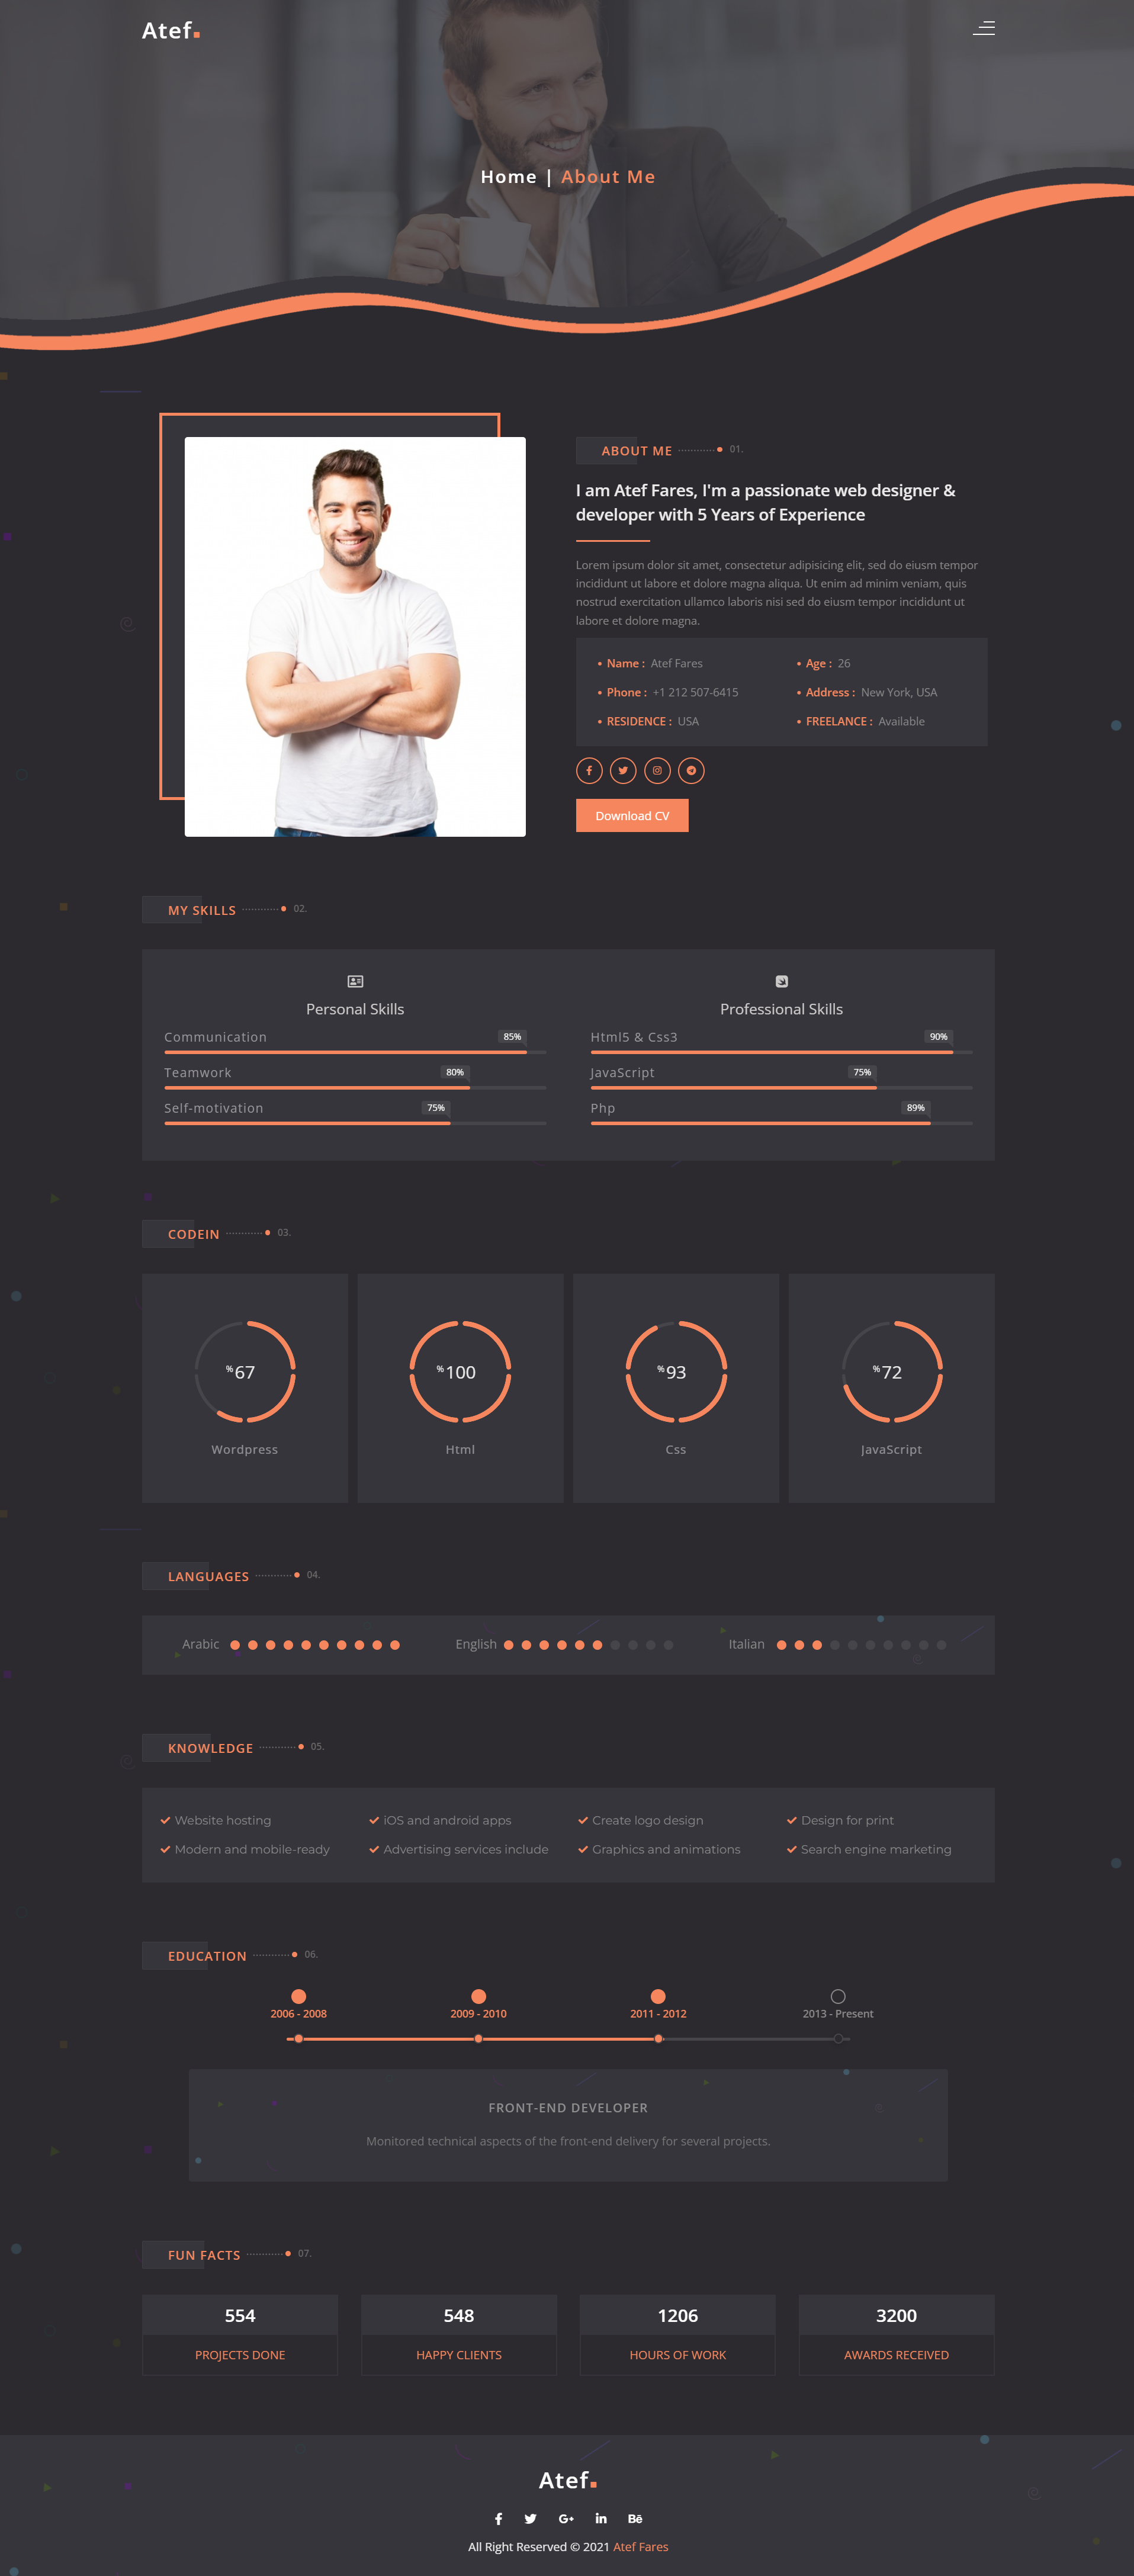 Atef
Home | About Me
ABOUT ME 01.
I am Atef Fares, I'm a passionate web designer &
developer with 5 Years of Experience
Lorem ipsum dolor sit amet, consectetur adipisicing elit, sed do eiusm tempor
incididunt ut labore et dolore magna aliqua. Ut enim ad minim veniam, quis
nostrud exercitation ullamco laboris nisi sed do eiusm tempor incididunt ut
labore et dolore magna.
Name : Atef Fares
Age : 26
Phone : +1 212 507-6415
Address : New York, USA
RESIDENCE : USA
FREELANCE : Available
Download CV
MY SKILLS 02.
Personal Skills
Communication 85%
Teamwork 80%
Self-motivation 75%
Professional Skills
Html5 & Css3 90%
JavaScript 75%
Php 89%
CODEIN 03.
%67
Wordpress
%100
Html
%93
Css
%72
JavaScript
LANGUAGES 04.
Arabic
English
Italian
KNOWLEDGE 05.
Website hosting
iOS and android apps
Create logo design
Design for print
Modern and mobile-ready
Advertising services include
Graphics and animations
Search engine marketing
EDUCATION 06.
2006 - 2008
2009 - 2010
2011 - 2012
2013 - Present
FRONT-END DEVELOPER
Monitored technical aspects of the front-end delivery for several projects.
FUN FACTS 07.
554
PROJECTS DONE
548
HAPPY CLIENTS
1206
HOURS OF WORK
3200
AWARDS RECEIVED
Atef
All Right Reserved © 2021 Atef Fares